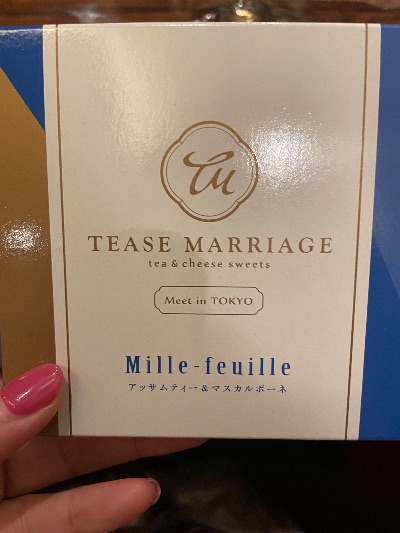 TM
TEASE MARRIAGE
tea & cheese sweets
Meet in TOKYO
Mille-feuille
アッサムティー&マスカルポーネ